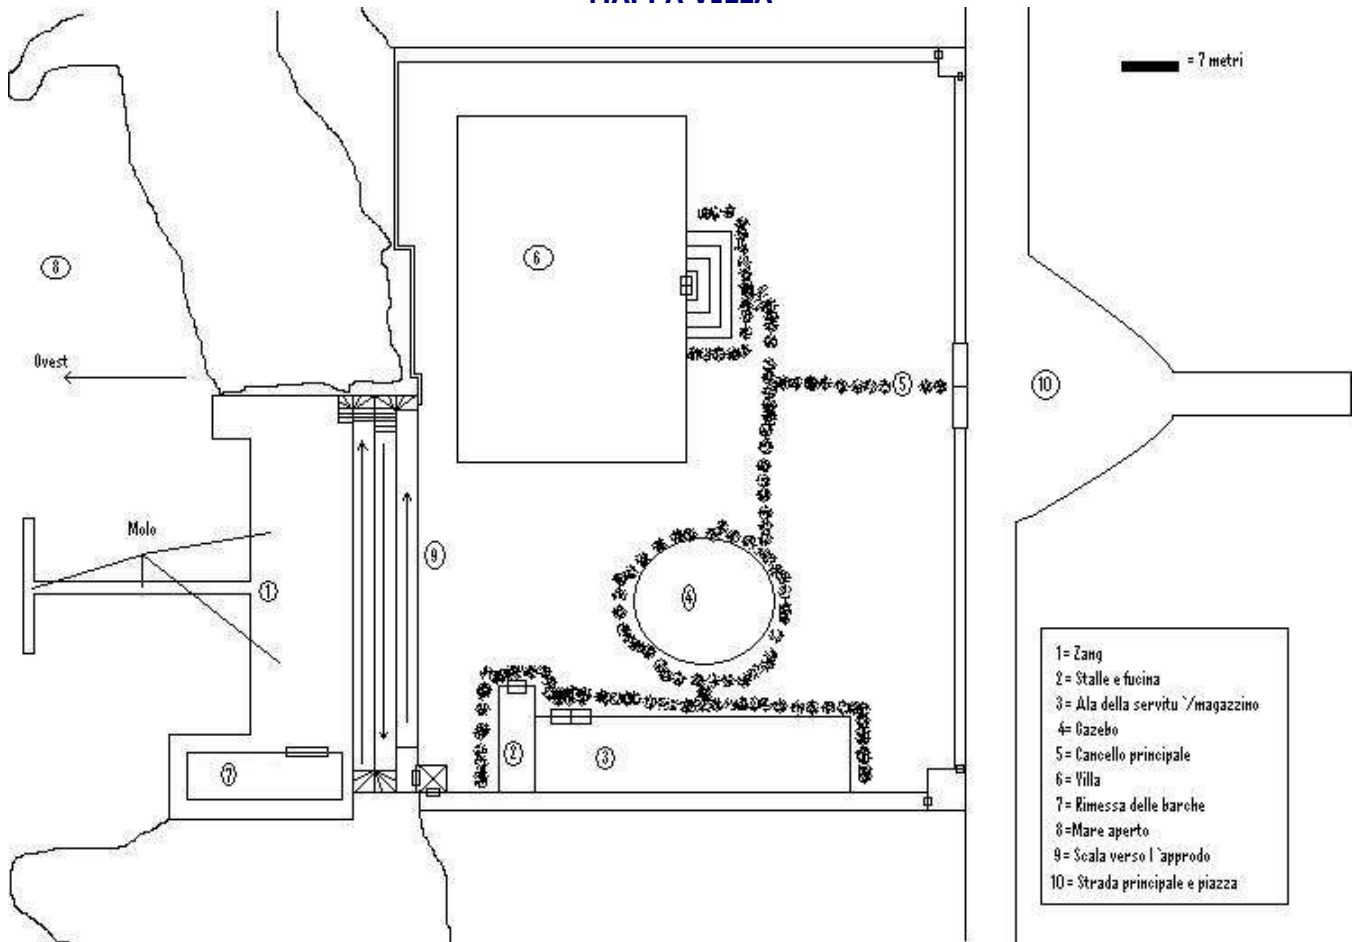 MAPPA VILLA
= 7 metri
6
8
Ovest
5
10
Molo
9
1
4
2
3
7
1= Zang
2= Stalle e fucina
3= Ala della servitu `/magazzino
4= Gazebo
5= Cancello principale
6= Villa
7= Rimessa delle barche
8=Mare aperto
9= Scala verso l `approdo
10= Strada principale e piazza